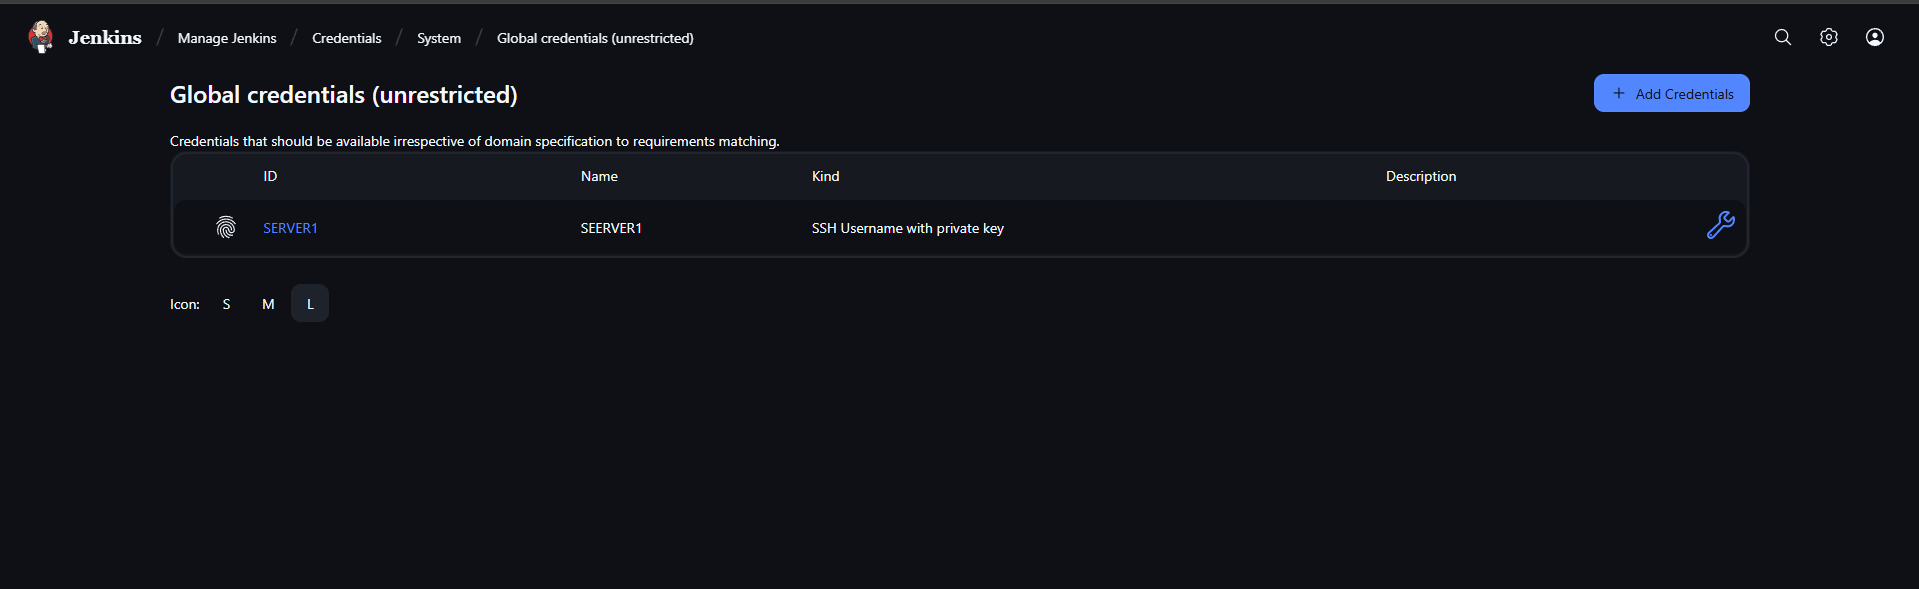 Jenkins / Manage Jenkins / Credentials / System / Global credentials (unrestricted)
Global credentials (unrestricted)
+ Add Credentials
Credentials that should be available irrespective of domain specification to requirements matching.
ID Name Kind Description
SERVER1 SEERVER1 SSH Username with private key
Icon: S M L